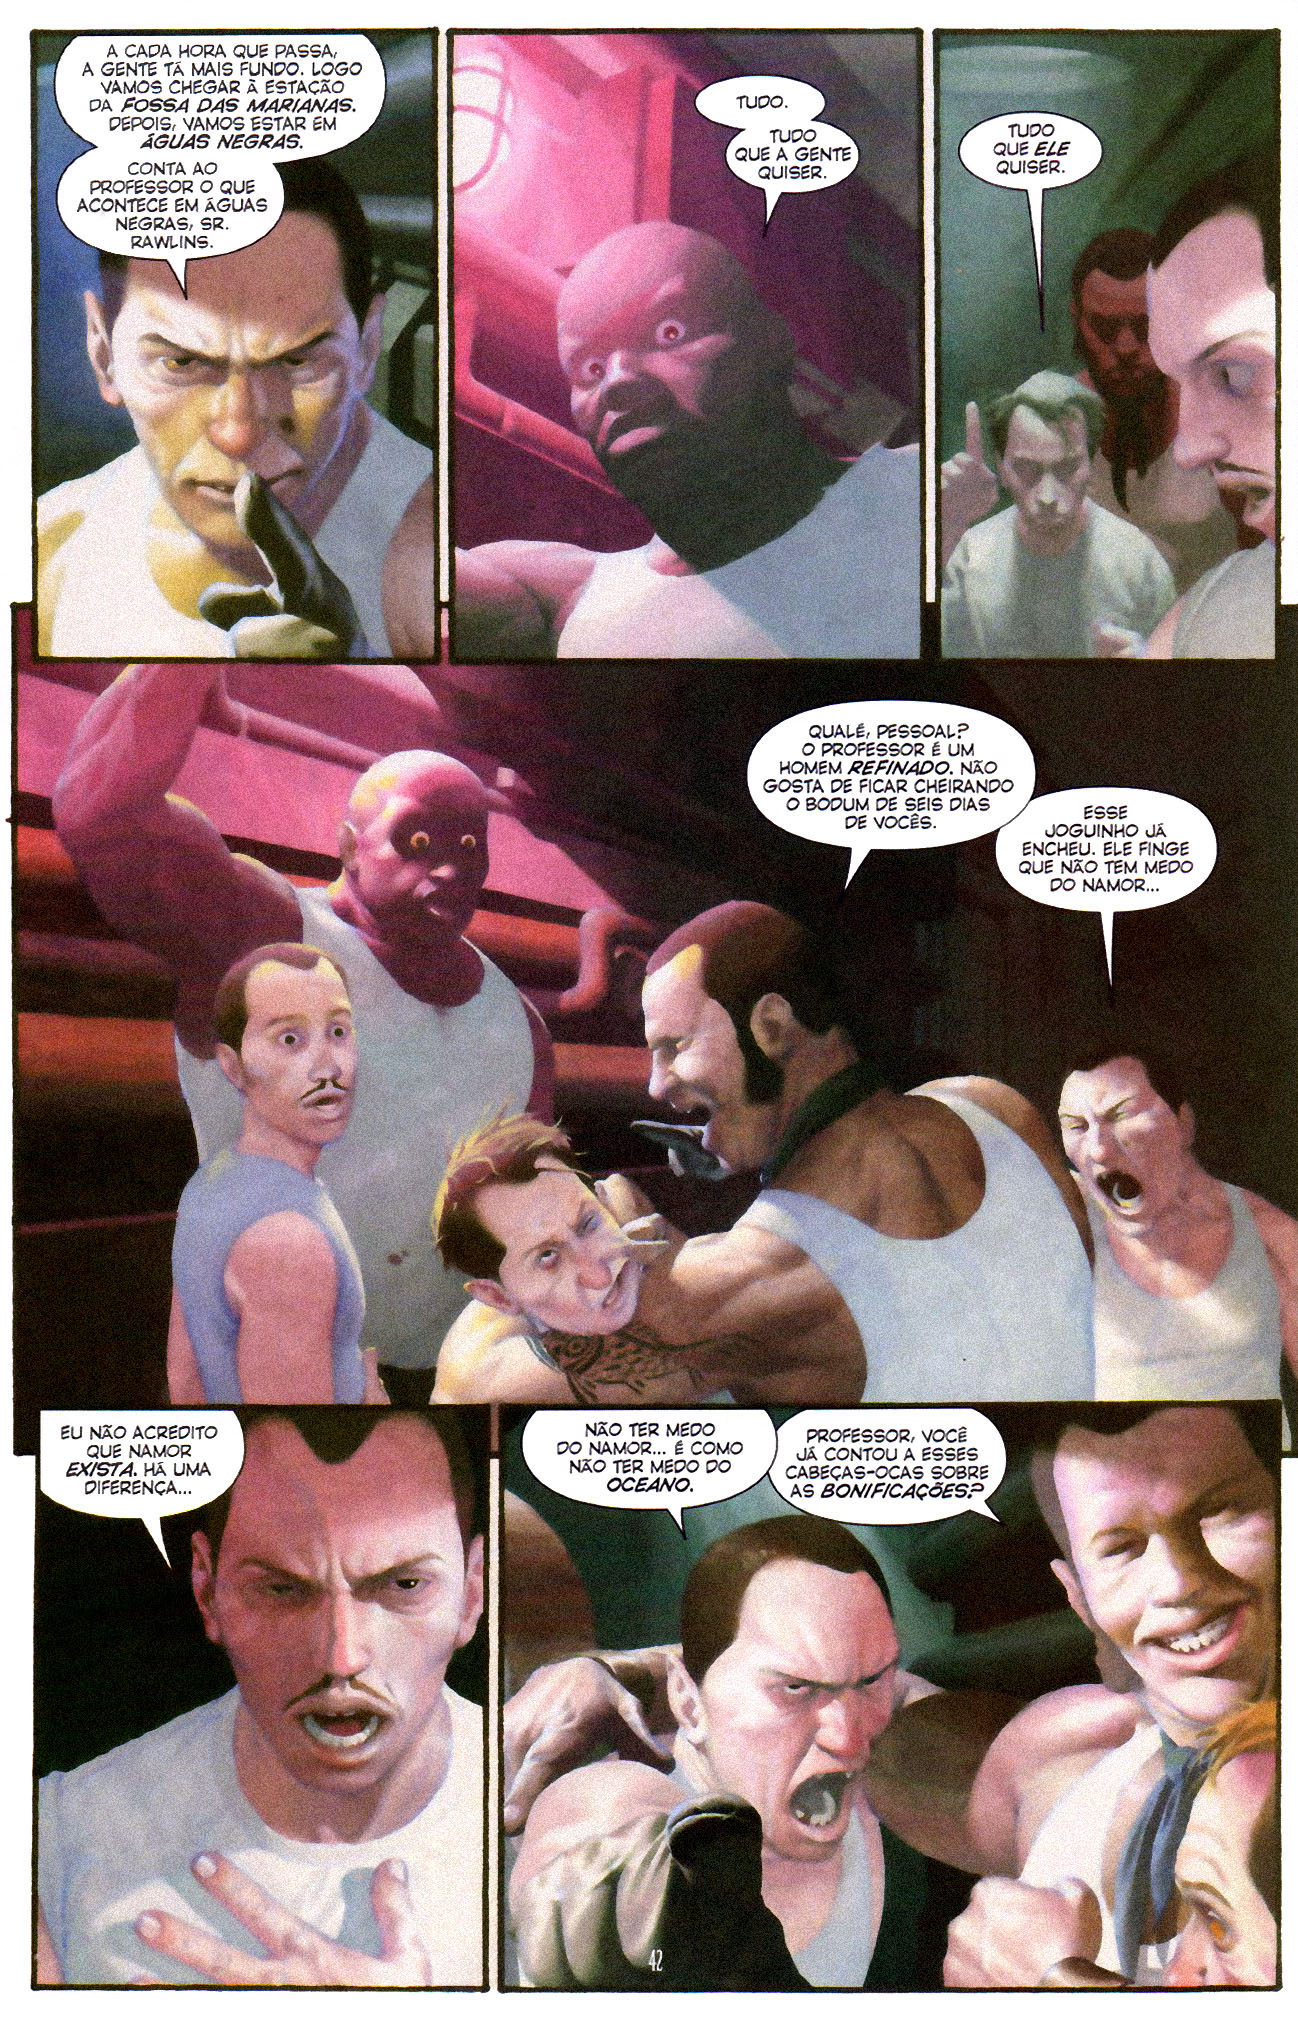 A CADA HORA QUE PASSA,
A GENTE TÁ MAIS FUNDO. LOGO
VAMOS CHEGAR À ESTAÇÃO
DA FOSSA DAS MARIANAS.
DEPOIS, VAMOS ESTAR EM
ÁGUAS NEGRAS.
CONTA AO
PROFESSOR O QUE
ACONTECE EM ÁGUAS
NEGRAS, SR.
RAWLINS.
TUDO.
TUDO
QUE A GENTE
QUISER.
TUDO
QUE ELE
QUISER.
QUALÉ, PESSOAL?
O PROFESSOR É UM
HOMEM REFINADO. NÃO
GOSTA DE FICAR CHEIRANDO
O BODUM DE SEIS DIAS
DE VOCÊS.
ESSE
JOGUINHO JÁ
ENCHEU. ELE FINGE
QUE NÃO TEM MEDO
DO NAMOR...
EU NÃO ACREDITO
QUE NAMOR
EXISTA. HÁ UMA
DIFERENÇA...
NÃO TER MEDO
DO NAMOR... É COMO
NÃO TER MEDO DO
OCEANO.
PROFESSOR, VOCÊ
JÁ CONTOU A ESSES
CABEÇAS-OCAS SOBRE
AS BONIFICAÇÕES?
42